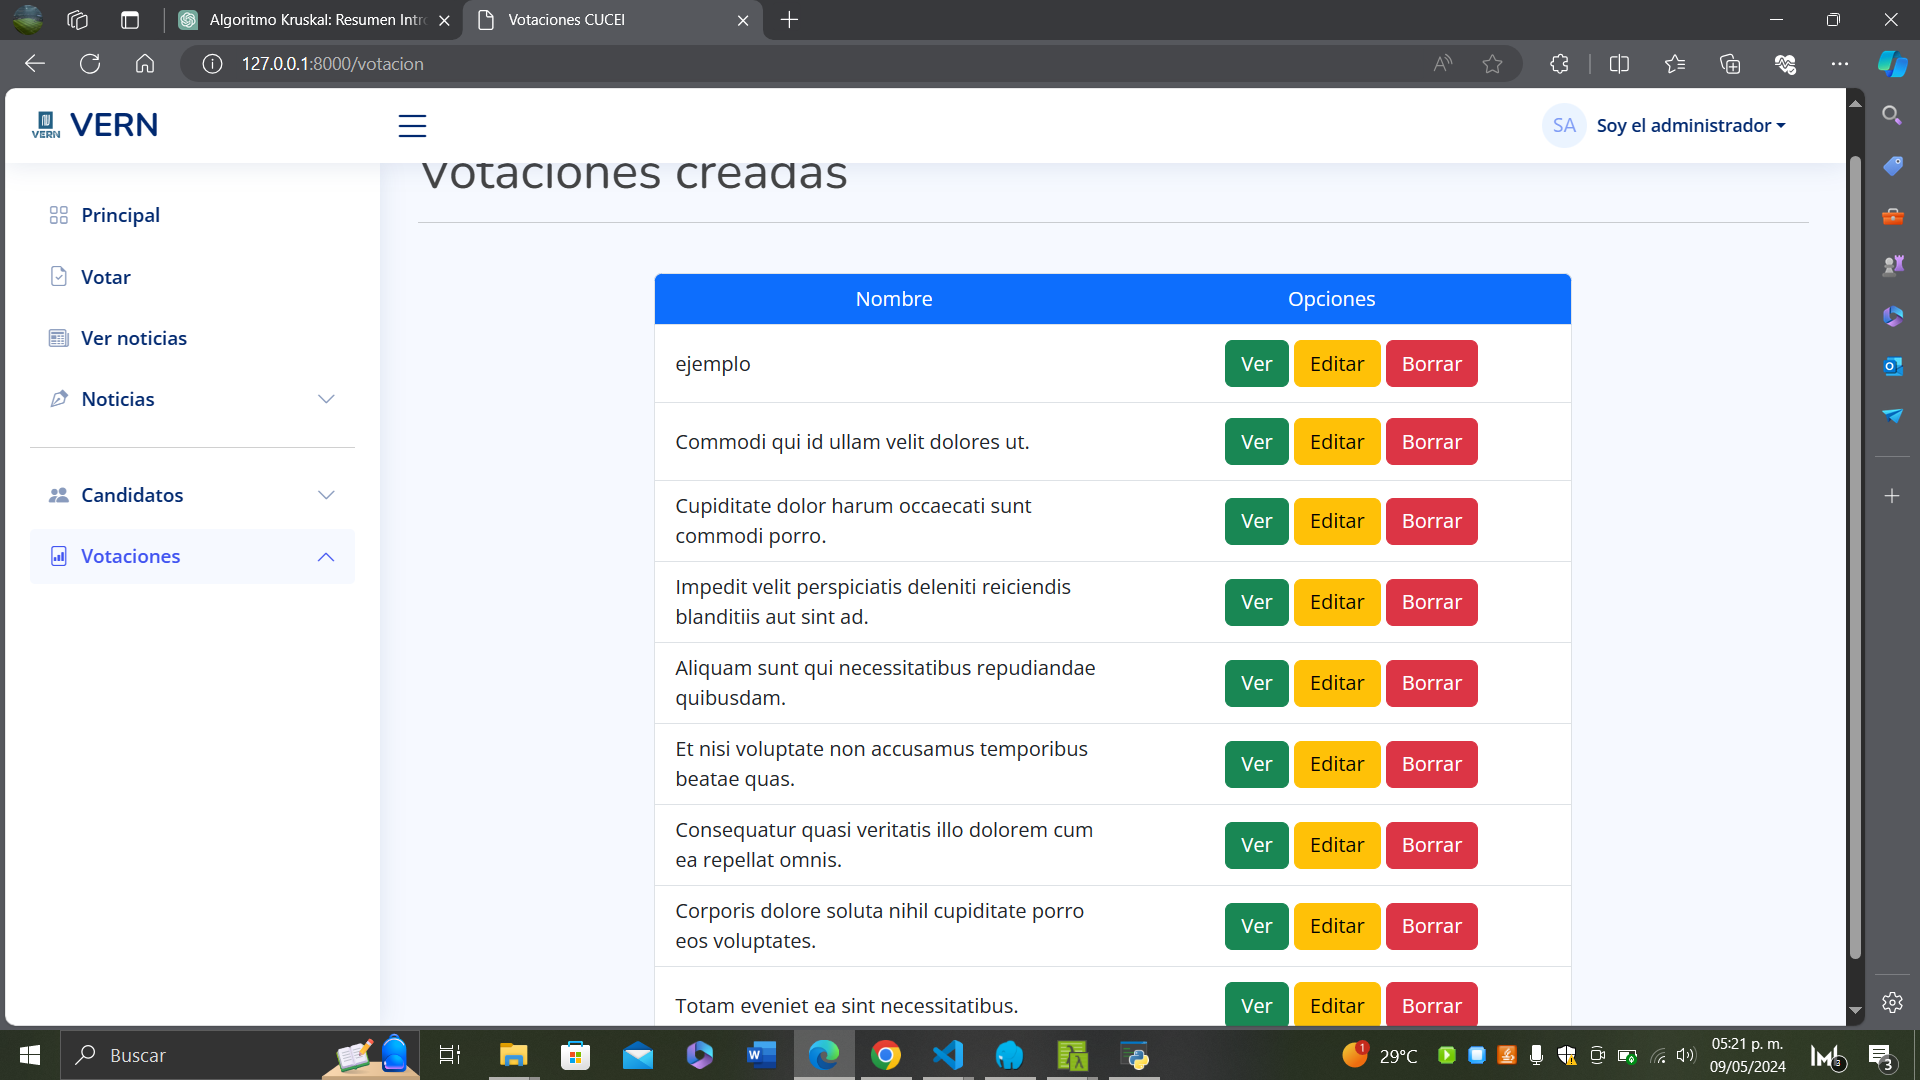 Algoritmo Kruskal: Resumen Intro
Votaciones CUCEI
127.0.0.1:8000/votacion
VERN
VERN
SA
Soy el administrador
Votaciones creadas
Principal
Votar
Ver noticias
Noticias
Candidatos
Votaciones
Nombre Opciones
ejemplo Ver Editar Borrar
Commodi qui id ullam velit dolores ut. Ver Editar Borrar
Cupiditate dolor harum occaecati sunt
commodi porro. Ver Editar Borrar
Impedit velit perspiciatis deleniti reiciendis
blanditiis aut sint ad. Ver Editar Borrar
Aliquam sunt qui necessitatibus repudiandae
quibusdam. Ver Editar Borrar
Et nisi voluptate non accusamus temporibus
beatae quas. Ver Editar Borrar
Consequatur quasi veritatis illo dolorem cum
ea repellat omnis. Ver Editar Borrar
Corporis dolore soluta nihil cupiditate porro
eos voluptates. Ver Editar Borrar
Totam eveniet ea sint necessitatibus. Ver Editar Borrar
Buscar
1
29°C
05:21 p. m.
09/05/2024
3
3